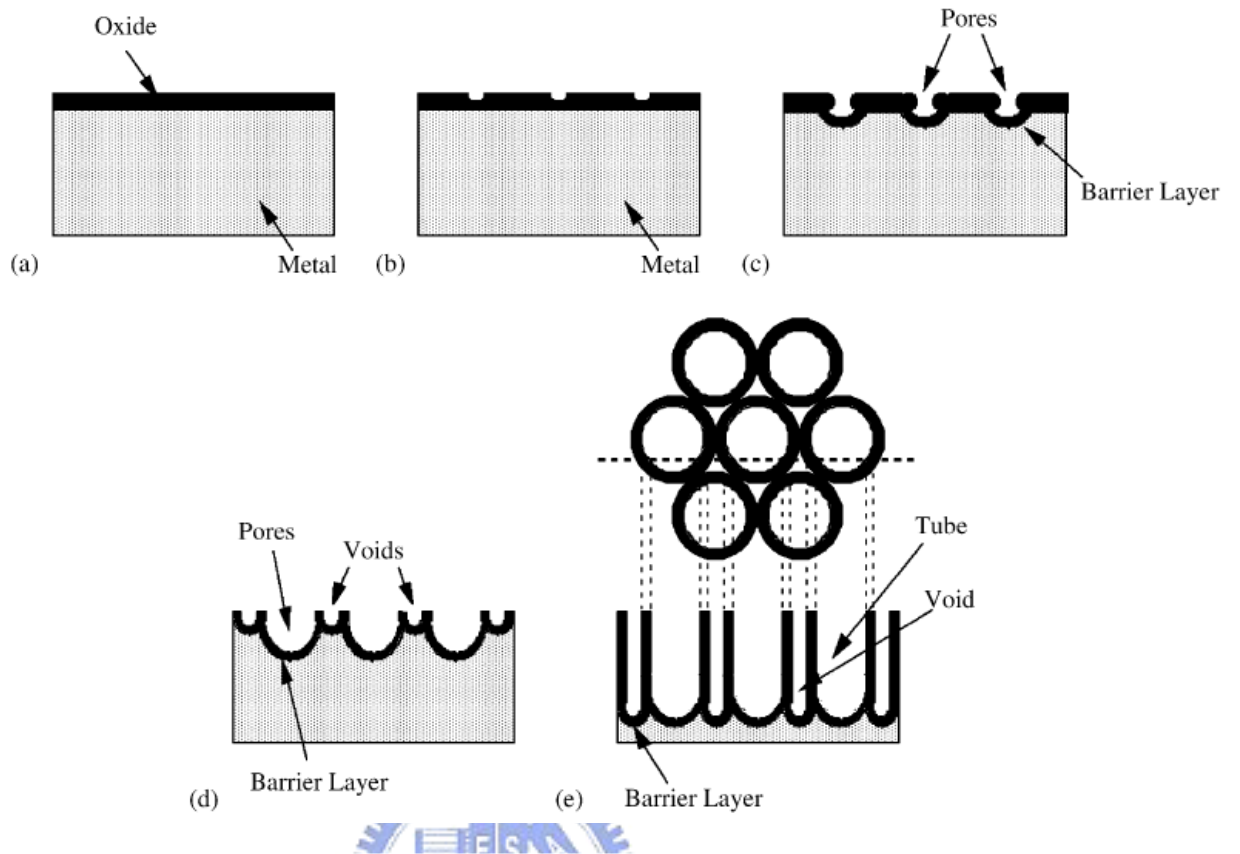 Oxide
Pores
Barrier Layer
(a)
Metal
(b)
Metal
(c)
Pores
Voids
Tube
Void
Barrier Layer
(d)
(e)
Barrier Layer